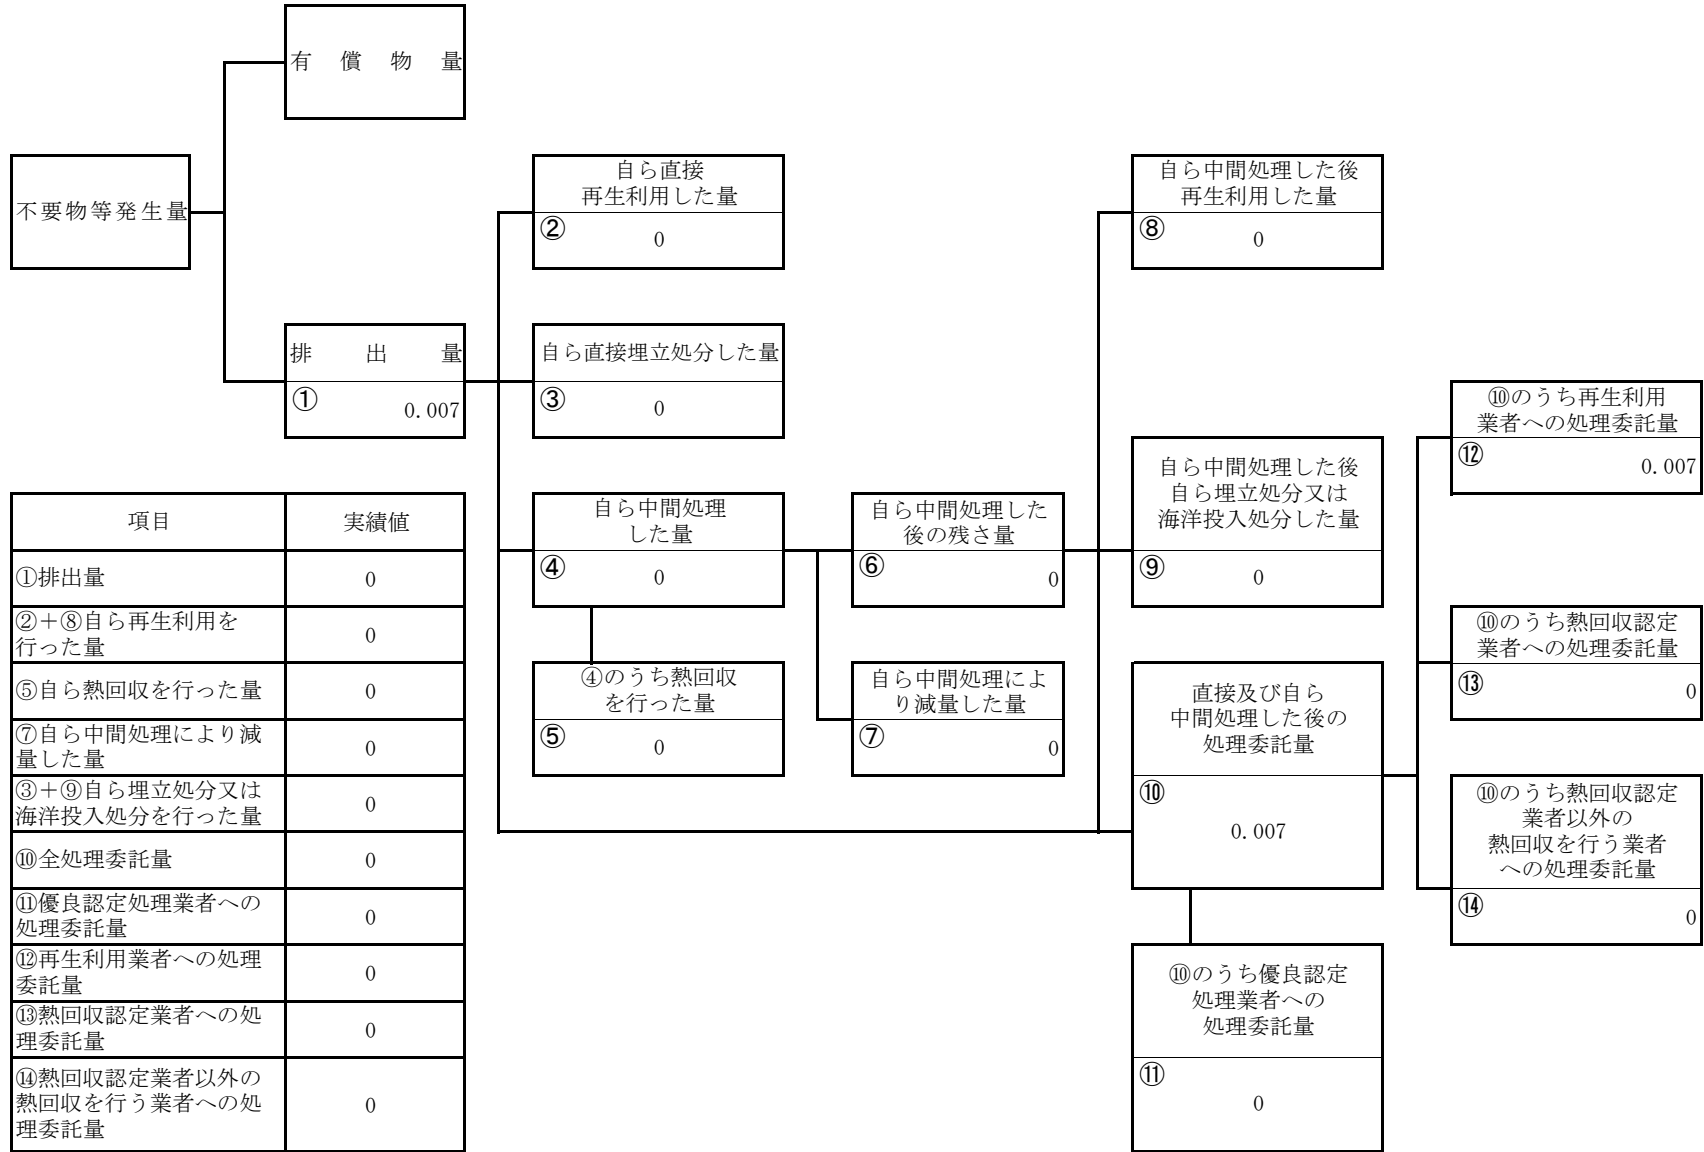 有償物量
不要物等発生量
自ら直接
再生利用した量
②
0
自ら中間処理した後
再生利用した量
⑧
0
排出量
①
0.007
自ら直接埋立処分した量
③
0
⑩のうち再生利用
業者への処理委託量
⑫
0.007
自ら中間処理した後
自ら埋立処分又は
海洋投入処分した量
⑨
0
自ら中間処理
した量
④
0
自ら中間処理した
後の残さ量
⑥
0
⑩のうち熱回収認定
業者への処理委託量
⑬
0
④のうち熱回収
を行った量
⑤
0
自ら中間処理によ
り減量した量
⑦
0
直接及び自ら
中間処理した後の
処理委託量
⑩
0.007
⑩のうち熱回収認定
業者以外の
熱回収を行う業者
への処理委託量
⑭
0
⑩のうち優良認定
処理業者への
処理委託量
⑪
0
項目 実績値
①排出量 0
②＋⑧自ら再生利用を
行った量 0
⑤自ら熱回収を行った量 0
⑦自ら中間処理により減
量した量 0
③＋⑨自ら埋立処分又は
海洋投入処分を行った量 0
⑩全処理委託量 0
⑪優良認定処理業者への
処理委託量 0
⑫再生利用業者への処理
委託量 0
⑬熱回収認定業者への処
理委託量 0
⑭熱回収認定業者以外の
熱回収を行う業者への処
理委託量 0